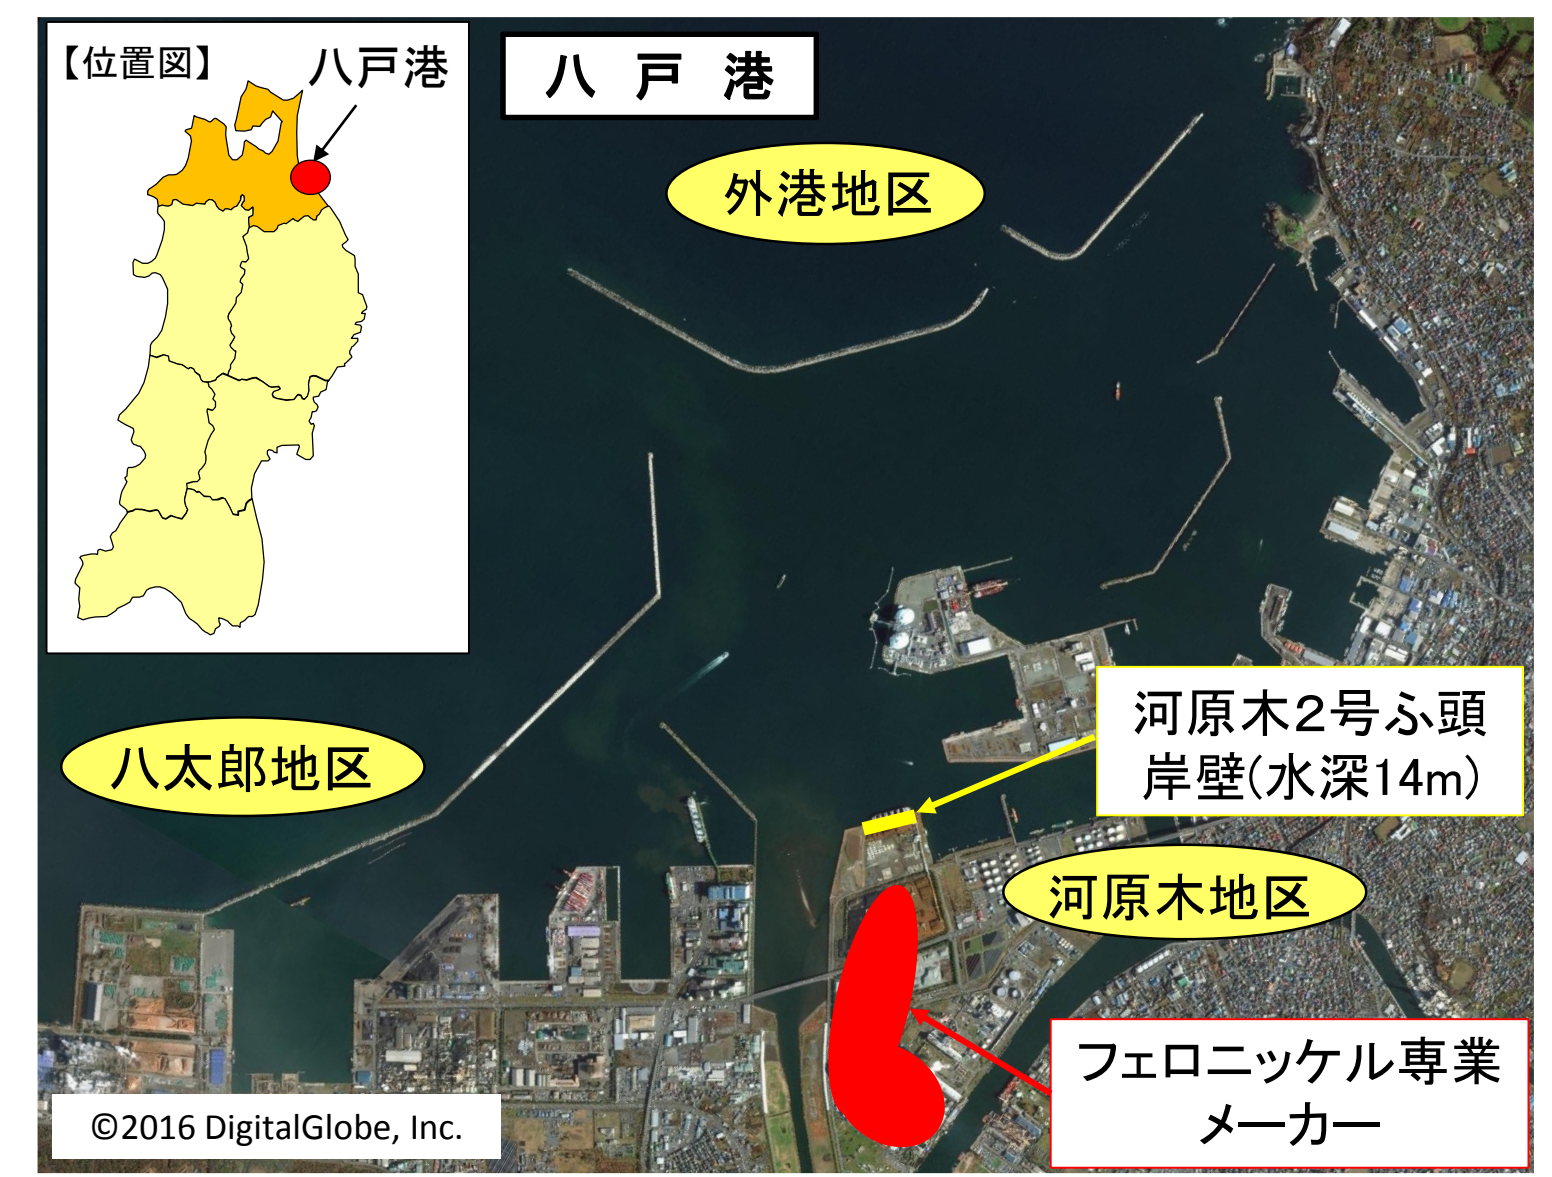 【位置図】
八戸港
八 戸 港
外港地区
八太郎地区
河原木2号ふ頭
岸壁(水深14m)
河原木地区
フェロニッケル専業
メーカー
©2016 DigitalGlobe, Inc.